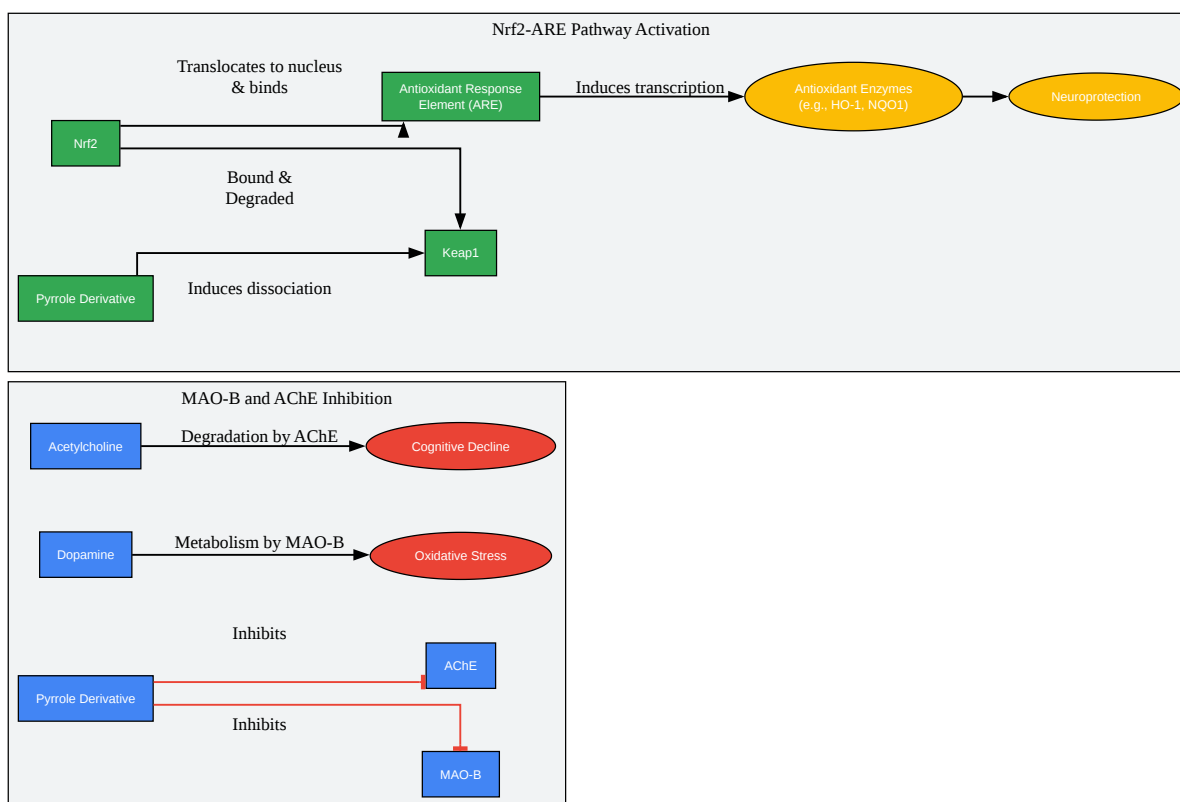 Nrf2-ARE Pathway Activation
Translocates to nucleus
& binds
Antioxidant Response
Element (ARE)
Induces transcription
Antioxidant Enzymes
(e.g., HO-1, NQO1)
Neuroprotection
Nrf2
Bound &
Degraded
Keap1
Pyrrole Derivative
Induces dissociation
MAO-B and AChE Inhibition
Acetylcholine
Degradation by AChE
Cognitive Decline
Dopamine
Metabolism by MAO-B
Oxidative Stress
Inhibits
AChE
Pyrrole Derivative
Inhibits
MAO-B